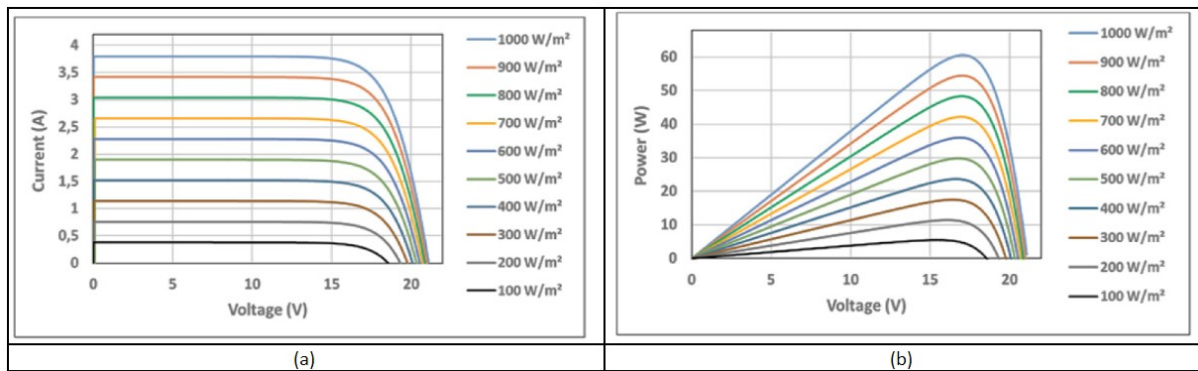 4
3,5
3
2,5
2
1,5
1
0,5
0
Current (A)
0 5 10 15 20
Voltage (V)
1000 W/m²
900 W/m²
800 W/m²
700 W/m²
600 W/m²
500 W/m²
400 W/m²
300 W/m²
200 W/m²
100 W/m²
(a)
60
50
40
30
20
10
0
Power (W)
0 5 10 15 20
Voltage (V)
1000 W/m²
900 W/m²
800 W/m²
700 W/m²
600 W/m²
500 W/m²
400 W/m²
300 W/m²
200 W/m²
100 W/m²
(b)